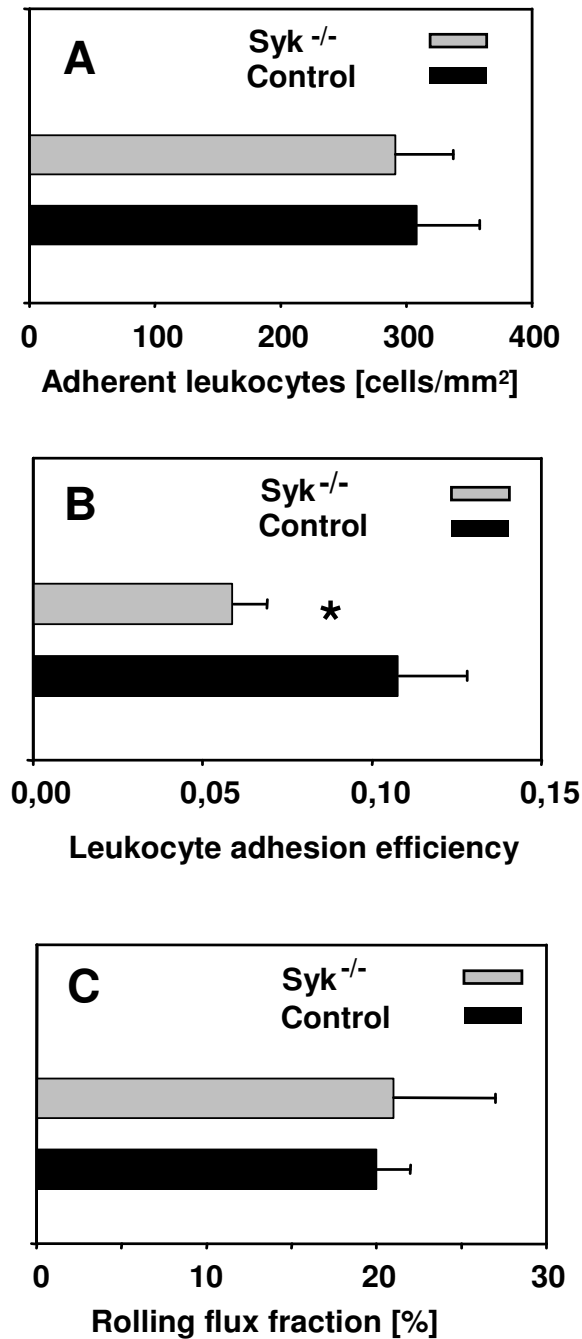 A
Syk -/-
Control
0 100 200 300 400
Adherent leukocytes [cells/mm²]
B
Syk -/-
Control
*
0,00 0,05 0,10 0,15
Leukocyte adhesion efficiency
C
Syk -/-
Control
0 10 20 30
Rolling flux fraction [%]